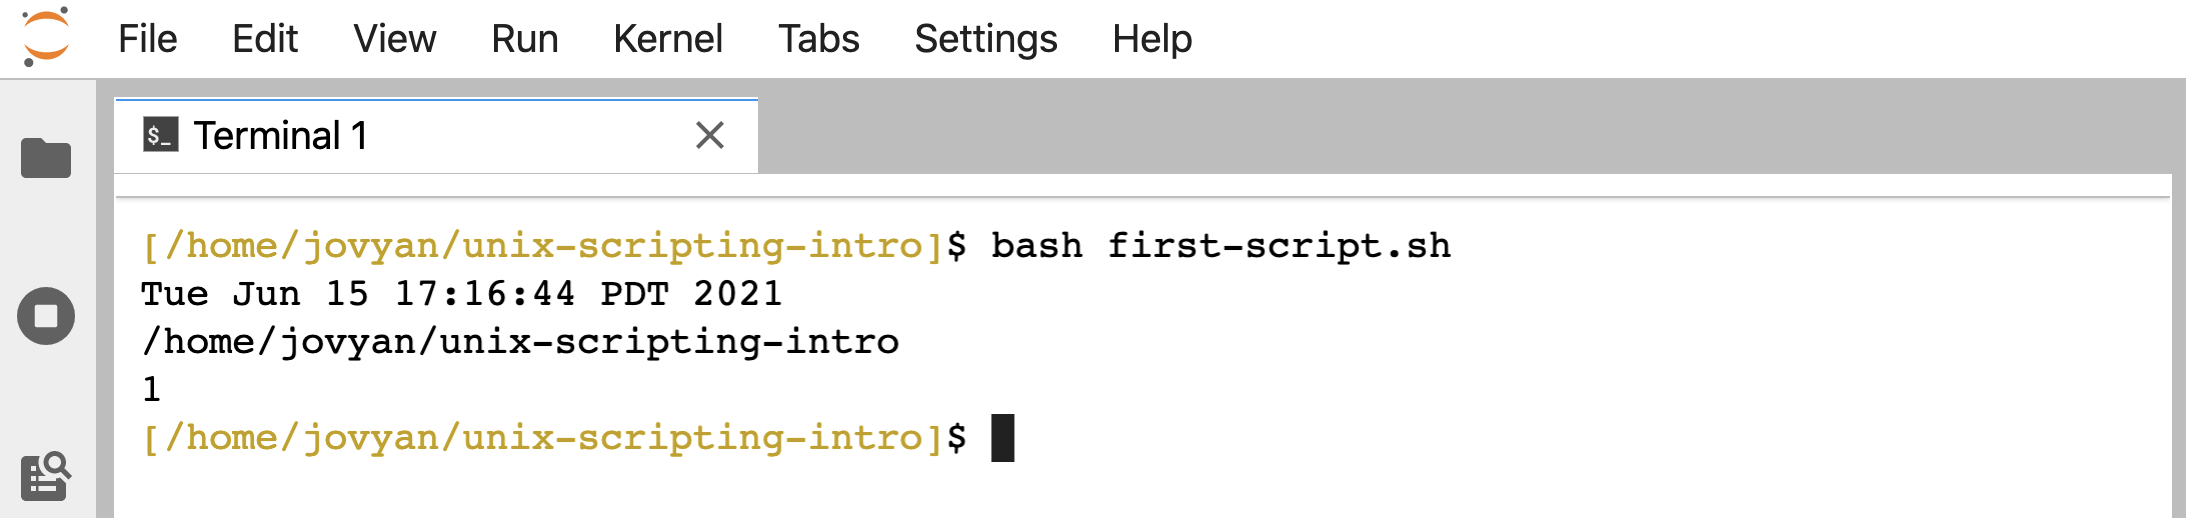 File Edit View Run Kernel Tabs Settings Help
$_ Terminal 1
[/home/jovyan/unix-scripting-intro]$ bash first-script.sh
Tue Jun 15 17:16:44 PDT 2021
/home/jovyan/unix-scripting-intro
1
[/home/jovyan/unix-scripting-intro]$